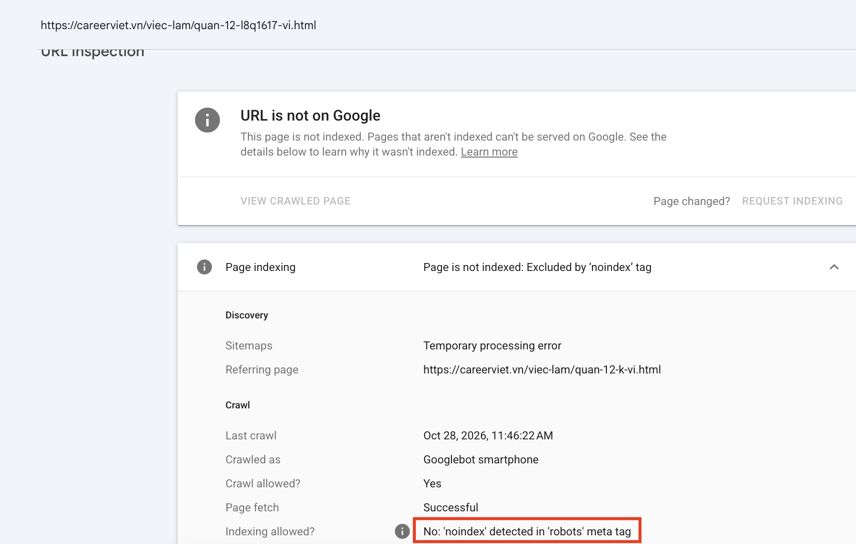 https://careerviet.vn/viec-lam/quan-12-l8q1617-vi.html
URL Inspection
URL is not on Google
This page is not indexed. Pages that aren't indexed can't be served on Google. See the
details below to learn why it wasn't indexed. Learn more
VIEW CRAWLED PAGE Page changed? REQUEST INDEXING
Page indexing Page is not indexed: Excluded by 'noindex' tag
Discovery
Sitemaps Temporary processing error
Referring page https://careerviet.vn/viec-lam/quan-12-k-vi.html
Crawl
Last crawl Oct 28, 2026, 11:46:22 AM
Crawled as Googlebot smartphone
Crawl allowed? Yes
Page fetch Successful
Indexing allowed? No: 'noindex' detected in 'robots' meta tag